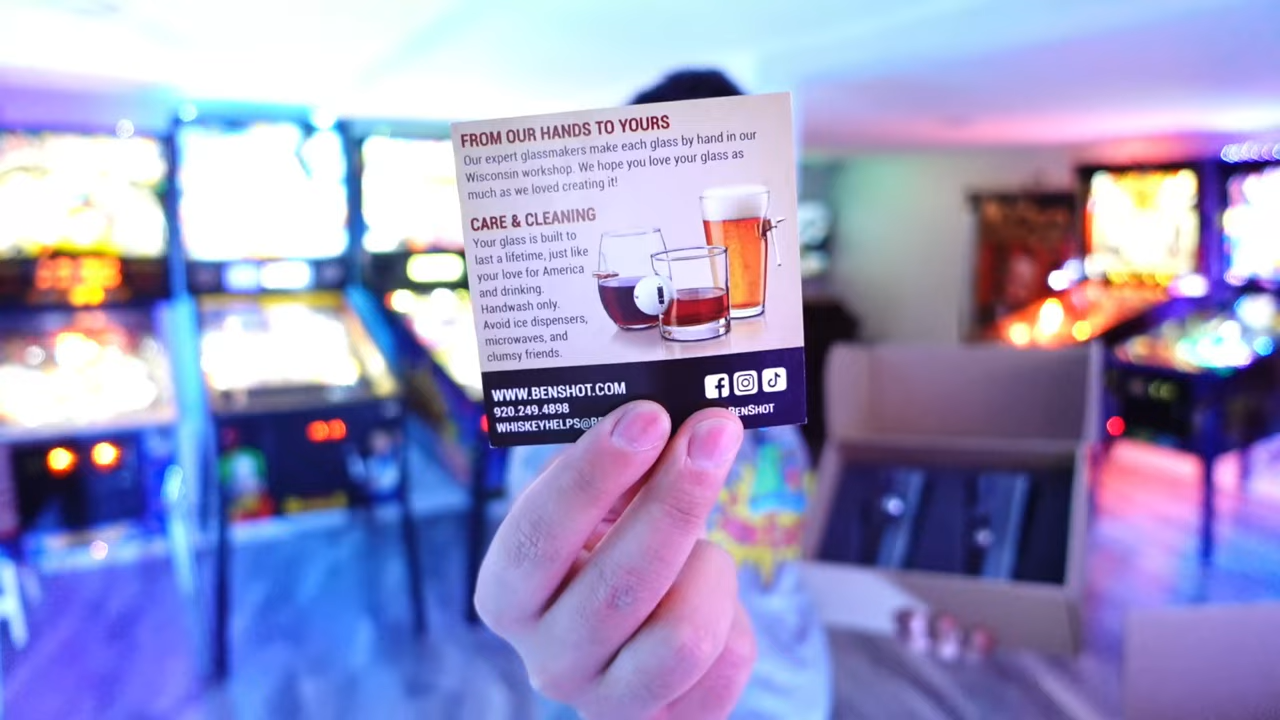 FROM OUR HANDS TO YOURS
Our expert glassmakers make each glass by hand in our
Wisconsin workshop. We hope you love your glass as
much as we loved creating it!
CARE & CLEANING
Your glass is built to
last a lifetime, just like
your love for America
and drinking.
Handwash only.
Avoid ice dispensers,
microwaves, and
clumsy friends.
WWW.BENSHOT.COM
920.249.4898
WHISKEYHELPS@
BENSHOT